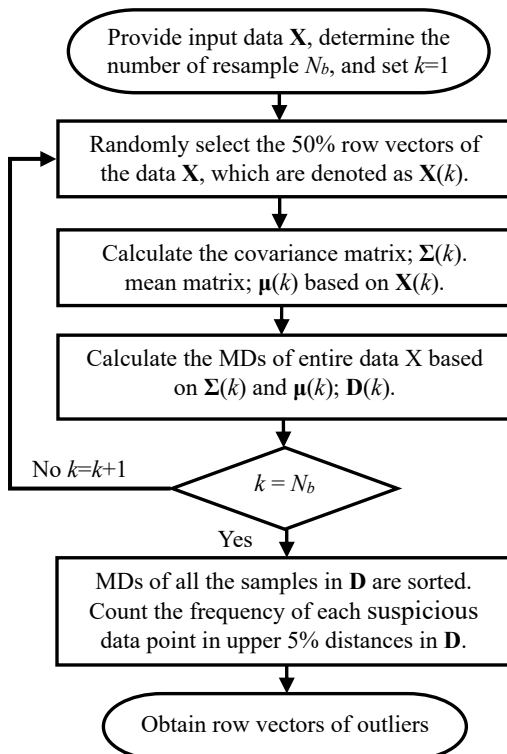 Provide input data X, determine the
number of resample Nb, and set k=1
Randomly select the 50% row vectors of
the data X, which are denoted as X(k).
Calculate the covariance matrix; Σ(k).
mean matrix; μ(k) based on X(k).
Calculate the MDs of entire data X based
on Σ(k) and μ(k); D(k).
No k=k+1
k = Nb
Yes
MDs of all the samples in D are sorted.
Count the frequency of each suspicious
data point in upper 5% distances in D.
Obtain row vectors of outliers